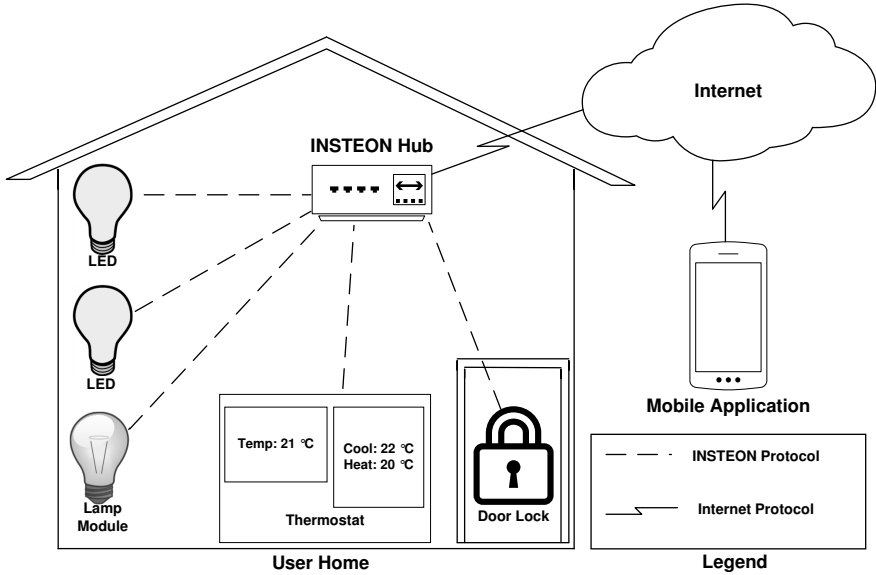 Internet
INSTEON Hub
LED
LED
Mobile Application
Temp: 21 °C
Cool: 22 °C
Heat: 20 °C
INSTEON Protocol
Lamp
Module
Thermostat
Door Lock
Internet Protocol
User Home
Legend